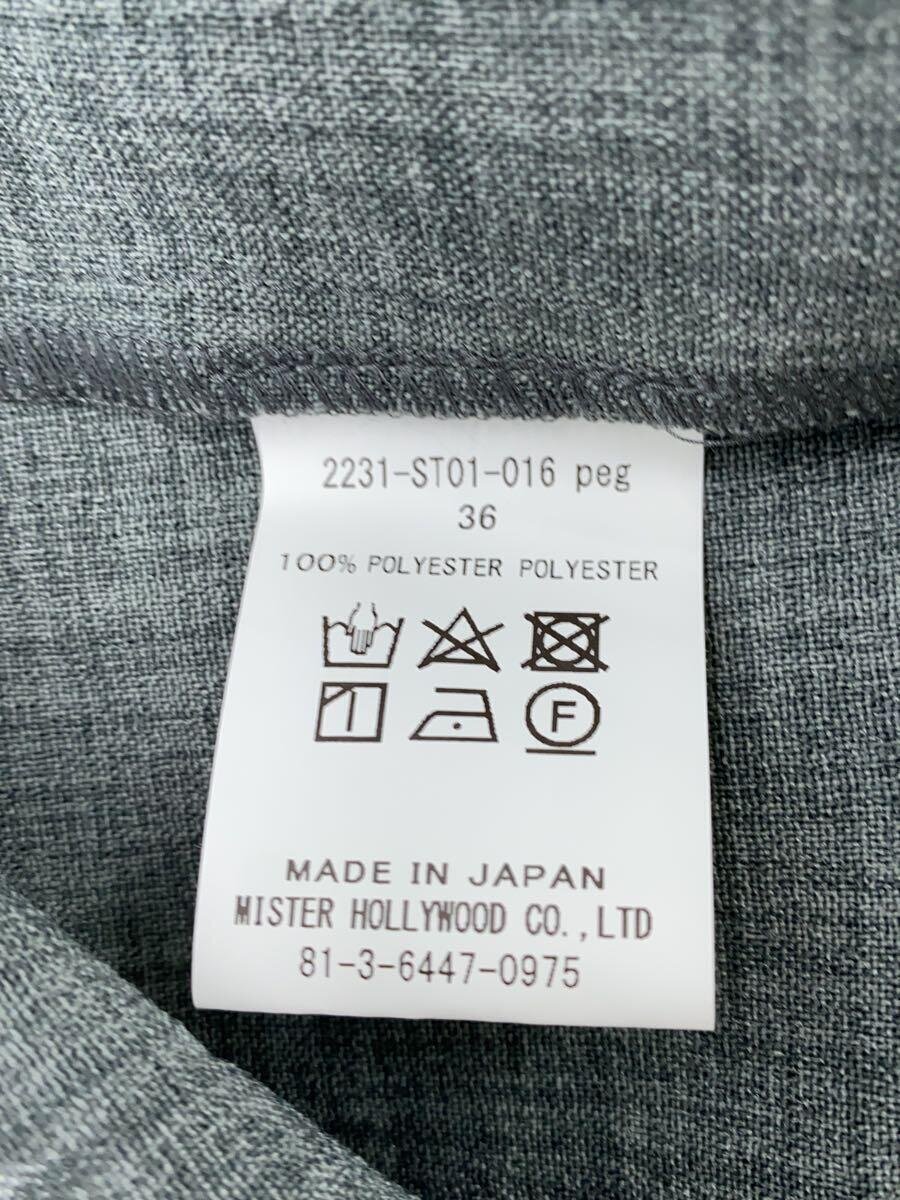 2231-ST01-016 peg
36
100% POLYESTER POLYESTER
F
MADE IN JAPAN
MISTER HOLLYWOOD CO.,LTD
81-3-6447-0975